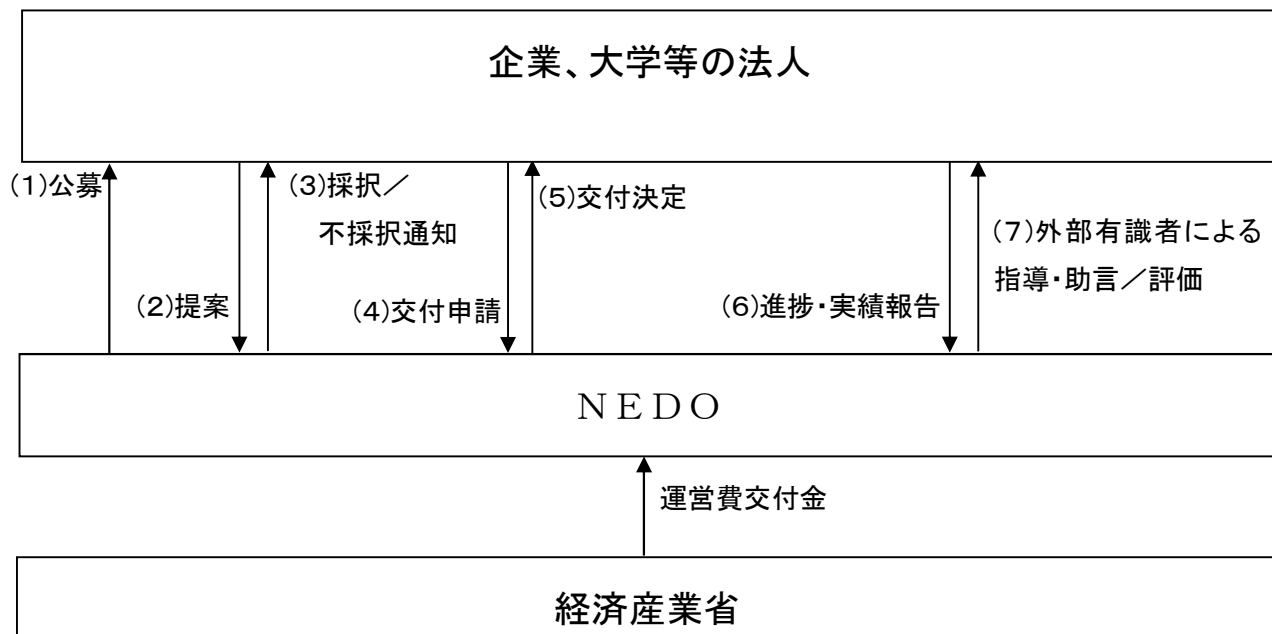 企業、大学等の法人
(1)公募
(2)提案
(3)採択／
不採択通知
(4)交付申請
(5)交付決定
(6)進捗・実績報告
(7)外部有識者による
指導・助言／評価
ＮＥＤＯ
運営費交付金
経済産業省